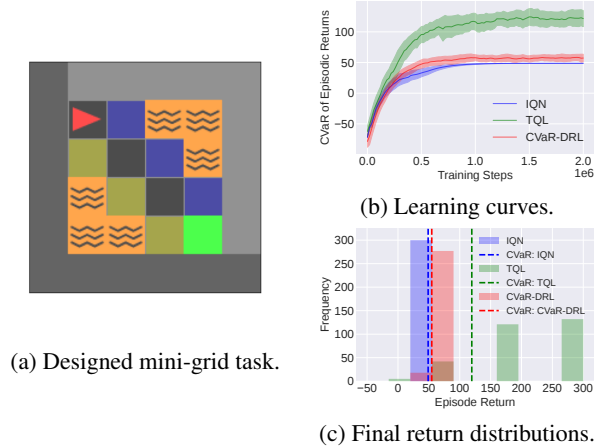 (a) Designed mini-grid task.
CVaR of Episodic Returns
100
50
0
−50
IQN
TQL
CVaR-DRL
0.0 0.5 1.0 1.5 2.0
1e6
Training Steps
(b) Learning curves.
Frequency
300
250
200
150
100
50
0
IQN
CVaR: IQN
TQL
CVaR: TQL
CVaR-DRL
CVaR: CVaR-DRL
−50 0 50 100 150 200 250 300
Episode Return
(c) Final return distributions.